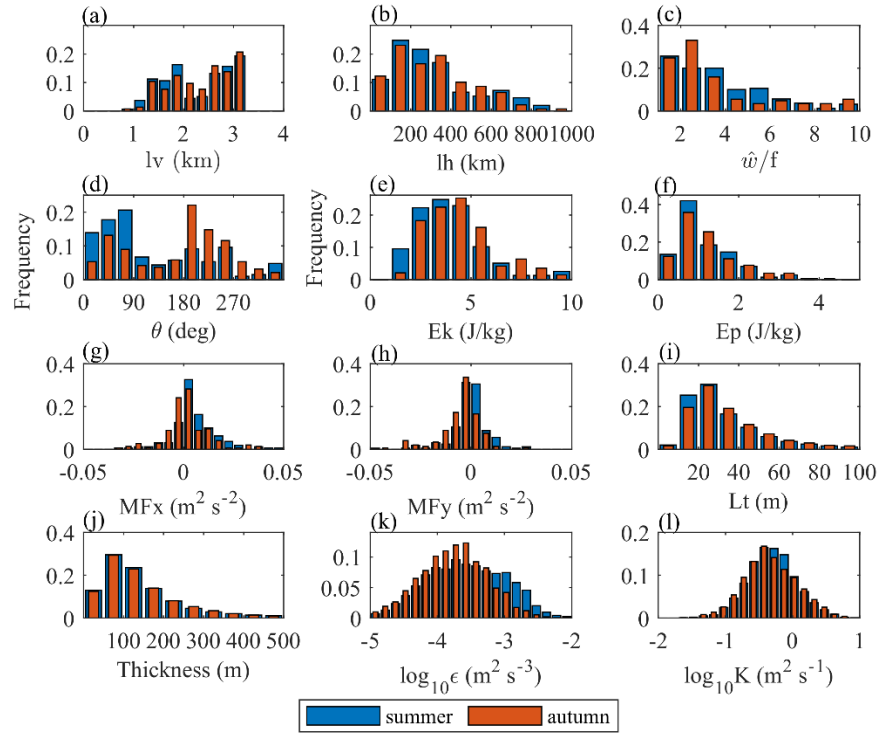 (a) (b) (c)
0.2 0.2 0.4
0.1 0.1 0.2
0 0 0
0 1 2 3 4 200 400 600 800 1000 2 4 6 8 10
lv (km) lh (km) ŵ/f
(d) (e) (f)
Frequency Frequency
0.2 0.2 0.4
0.1 0.1 0.2
0 0 0
0 90 180 270 0 5 10 0 2 4
θ (deg) Ek (J/kg) Ep (J/kg)
(g) (h) (i)
0.4 0.4 0.4
0.2 0.2 0.2
0 0 0
-0.05 0 0.05 -0.05 0 0.05 20 40 60 80 100
MFx (m² s⁻²) MFy (m² s⁻²) Lt (m)
(j) (k) (l)
0.4 0.1 0.2
0.2 0.05 0.1
0 0 0
100 200 300 400 500 -5 -4 -3 -2 -2 -1 0 1
Thickness (m) log₁₀ϵ (m² s⁻³) log₁₀K (m² s⁻¹)
summer autumn